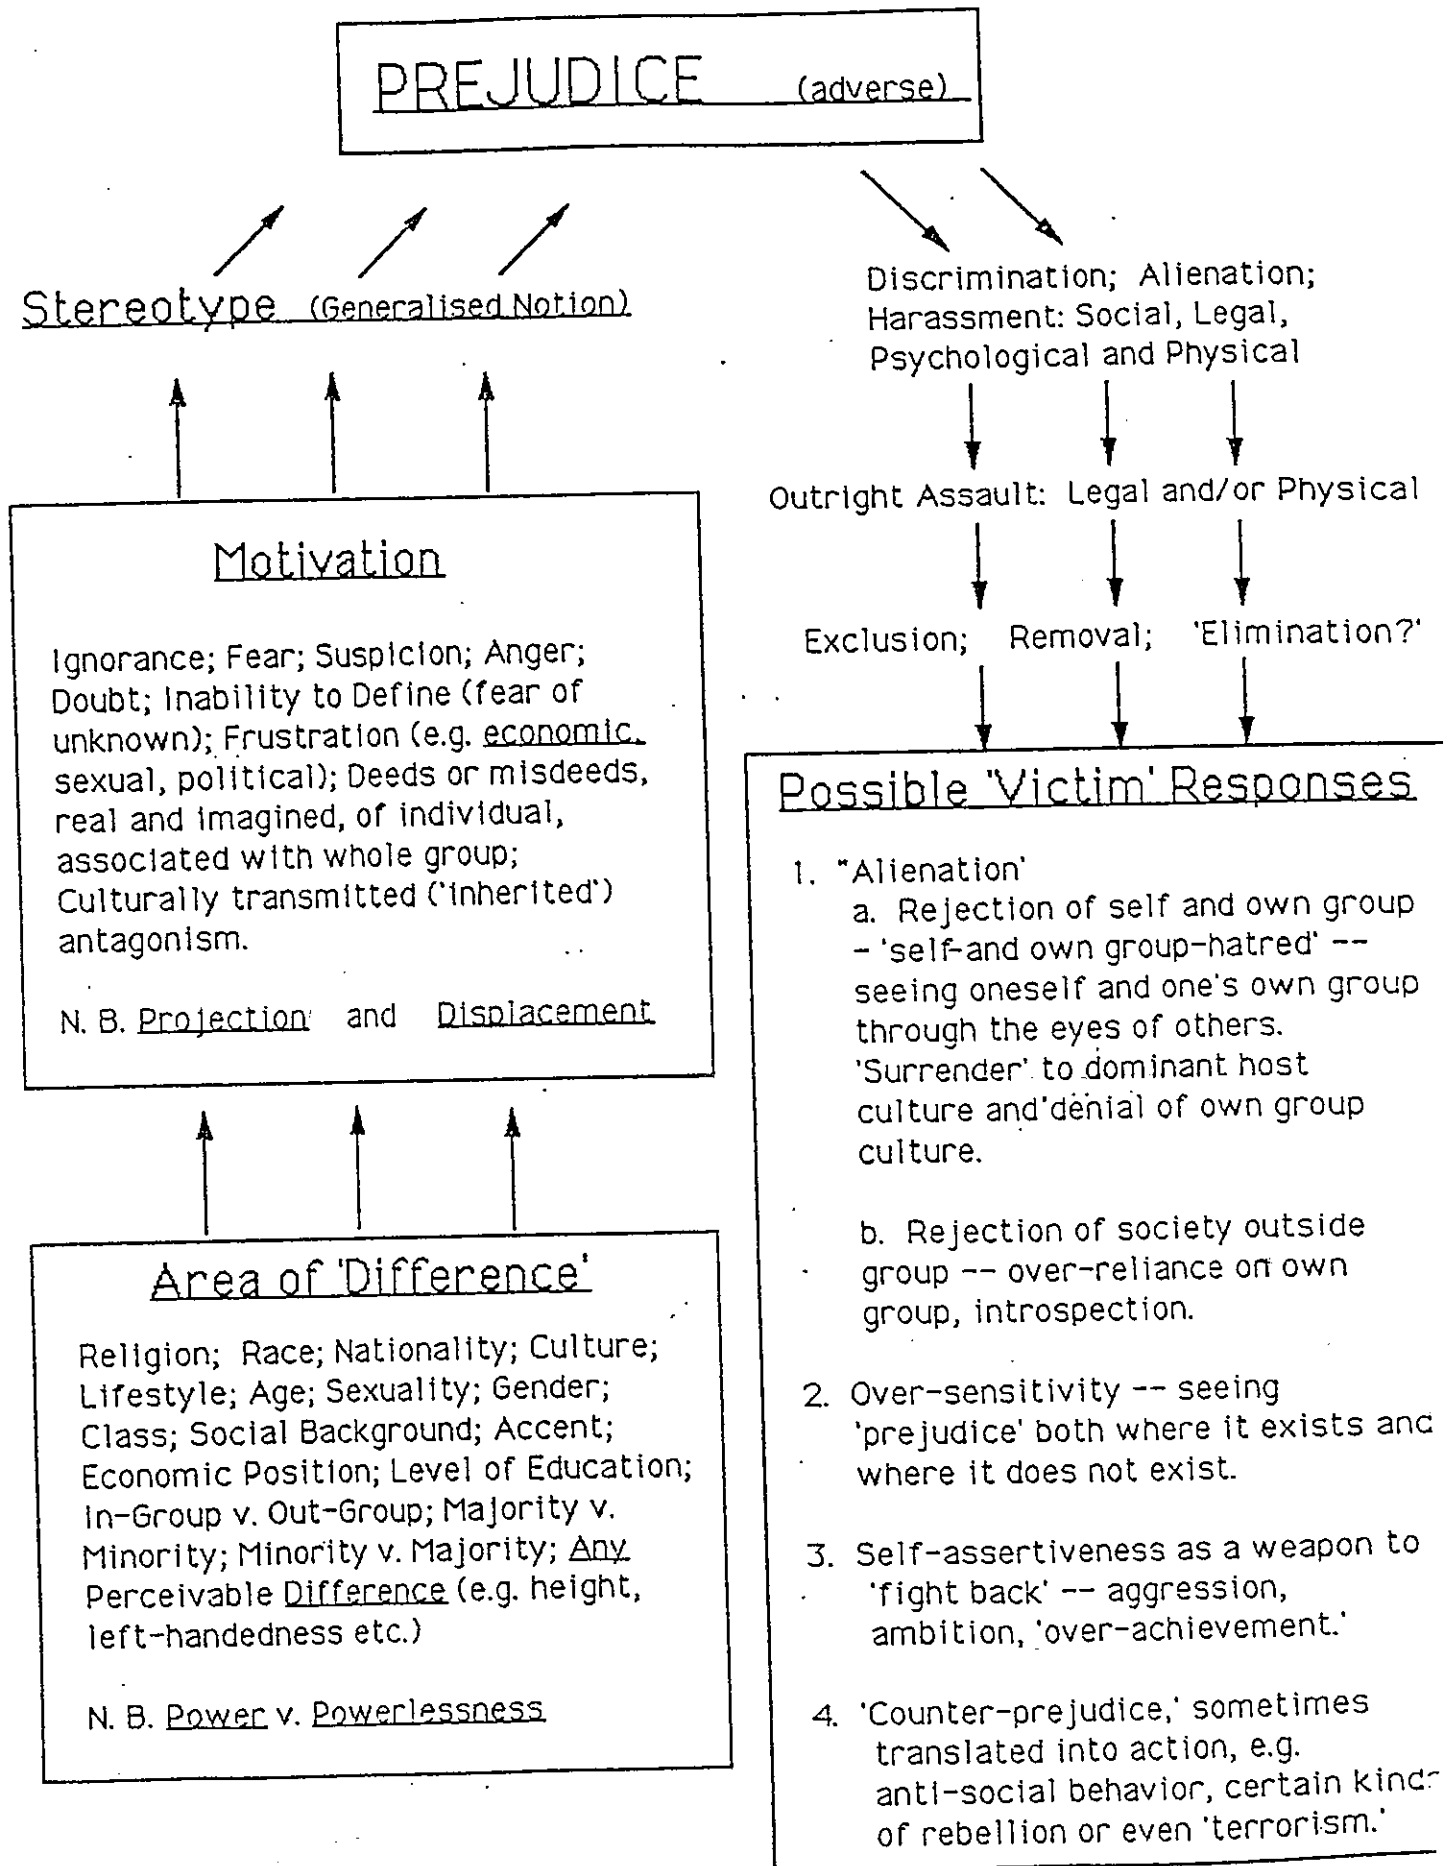 PREJUDICE (adverse)
Stereotype (Generalised Notion)
Motivation
Ignorance; Fear; Suspicion; Anger;
Doubt; Inability to Define (fear of
unknown); Frustration (e.g. economic,
sexual, political); Deeds or misdeeds,
real and imagined, of individual,
associated with whole group;
Culturally transmitted ('inherited')
antagonism.
N. B. Projection and Displacement
Area of 'Difference'
Religion; Race; Nationality; Culture;
Lifestyle; Age; Sexuality; Gender;
Class; Social Background; Accent;
Economic Position; Level of Education;
In-Group v. Out-Group; Majority v.
Minority; Minority v. Majority; Any
Perceivable Difference (e.g. height,
left-handedness etc.)
N. B. Power v. Powerlessness
Discrimination; Alienation;
Harassment: Social, Legal,
Psychological and Physical
Outright Assault: Legal and/or Physical
Exclusion; Removal; 'Elimination?'
Possible 'Victim' Responses
1. "Alienation'
a. Rejection of self and own group
- 'self-and own group-hatred' --
seeing oneself and one's own group
through the eyes of others.
'Surrender' to dominant host
culture and denial of own group
culture.
b. Rejection of society outside
group -- over-reliance on own
group, introspection.
2. Over-sensitivity -- seeing
'prejudice' both where it exists and
where it does not exist.
3. Self-assertiveness as a weapon to
'fight back' -- aggression,
ambition, 'over-achievement.'
4. 'Counter-prejudice,' sometimes
translated into action, e.g.
anti-social behavior, certain kind
of rebellion or even 'terrorism.'